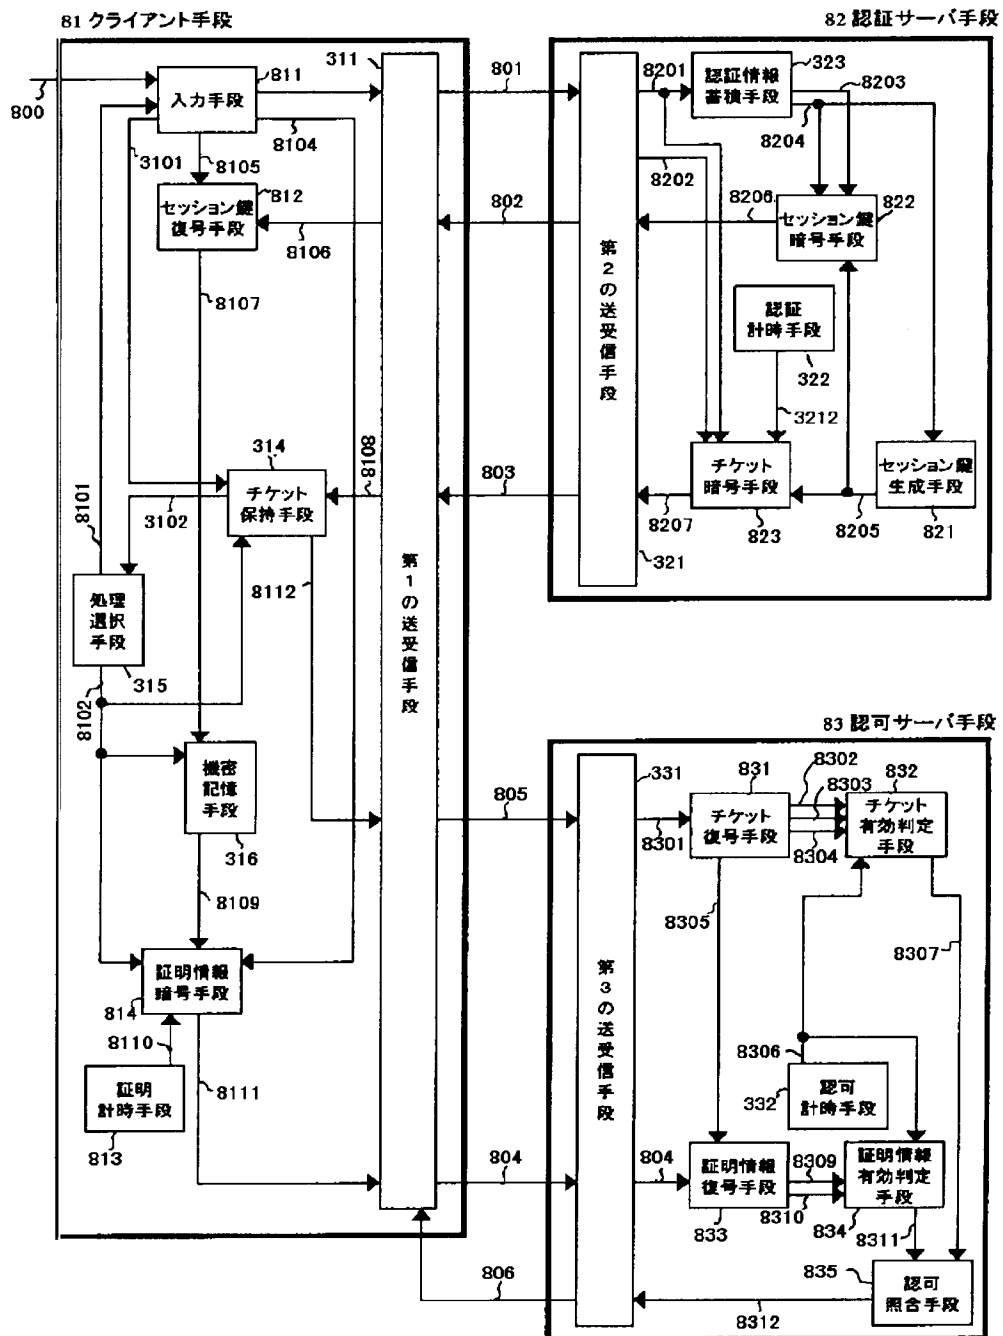 81 クライアント手段
82 認証サーバ手段
311
811
入力手段
800
801
8201
323
認証情報
蓄積手段
8203
8204
3101
8105
8104
8202
812
セッション鍵
復号手段
802
8206
セッション鍵
暗号手段
822
8106
8107
第2の送受信手段
認証
計時手段
322
3212
314
チケット
保持手段
8108
803
チケット
暗号手段
セッション鍵
生成手段
8101
3102
8207
823
8205
821
321
第1の送受信手段
8112
処理
選択
手段
315
8102
83 認可サーバ手段
機密
記憶
手段
316
331
831
8302
8303
832
805
チケット
復号手段
チケット
有効判定
手段
8301
8304
8109
8305
8307
証明情報
暗号手段
814
第3の送受信手段
8110
8111
8306
証明
計時手段
813
332
認可
計時手段
804
804
証明情報
復号手段
8309
証明情報
有効判定
手段
833
8310
834
8311
806
835
認可
照合手段
8312